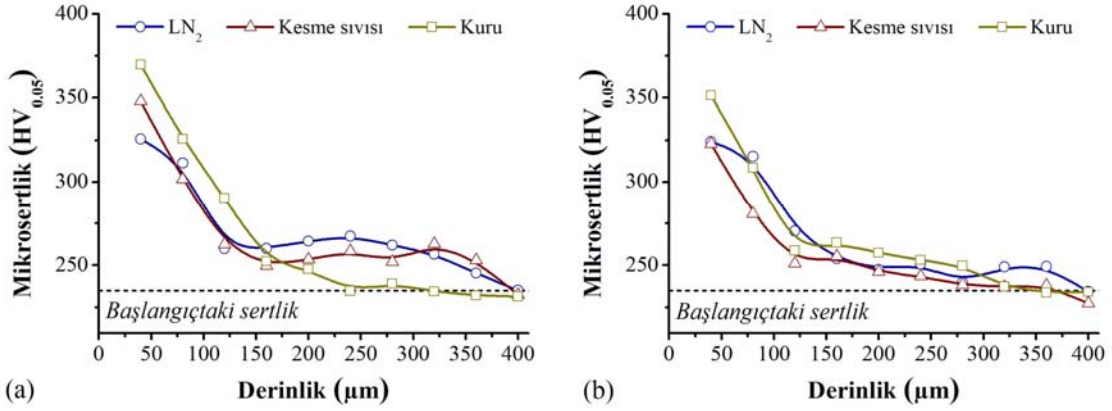 LN2 Kesme sıvısı Kuru
400
350
300
250
Mikrosertlik (HV0.05)
Başlangıçtaki sertlik
0 50 100 150 200 250 300 350 400
(a) Derinlik (µm)
LN2 Kesme sıvısı Kuru
400
350
300
250
Mikrosertlik (HV0.05)
Başlangıçtaki sertlik
0 50 100 150 200 250 300 350 400
(b) Derinlik (µm)